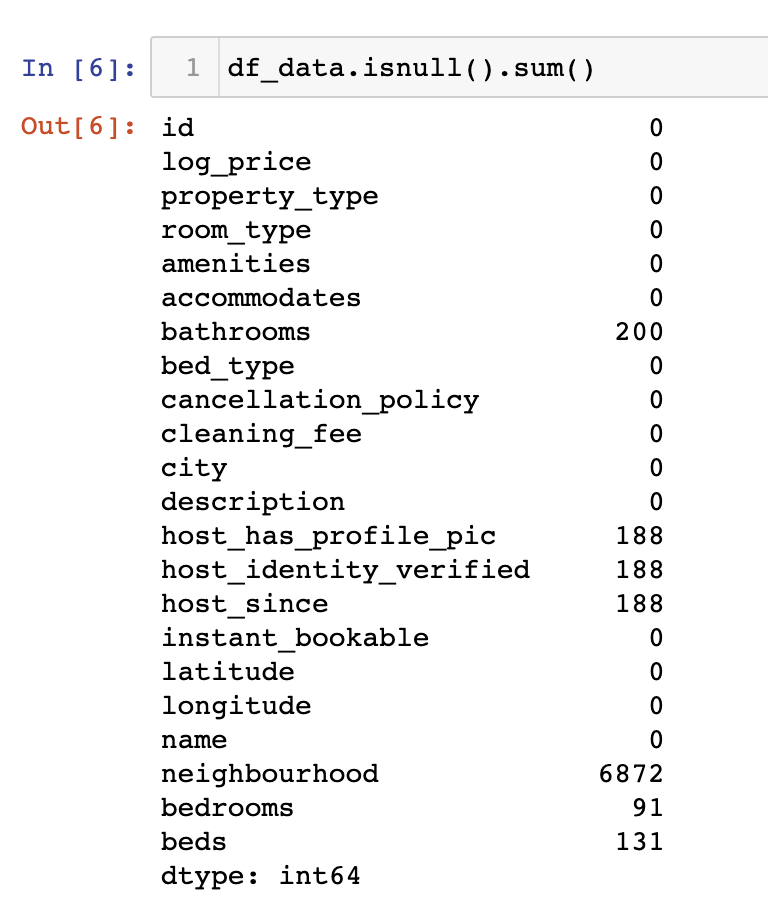 In [6]: 1 df_data.isnull().sum()
Out[6]: id 0
log_price 0
property_type 0
room_type 0
amenities 0
accommodates 0
bathrooms 200
bed_type 0
cancellation_policy 0
cleaning_fee 0
city 0
description 0
host_has_profile_pic 188
host_identity_verified 188
host_since 188
instant_bookable 0
latitude 0
longitude 0
name 0
neighbourhood 6872
bedrooms 91
beds 131
dtype: int64